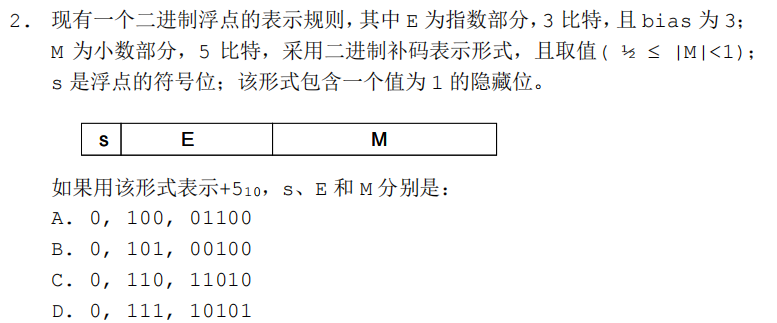 2. 现有一个二进制浮点的表示规则,其中 E 为指数部分,3 比特,且 bias 为 3;
M 为小数部分,5 比特,采用二进制补码表示形式,且取值( ½ ≤ |M|<1);
s 是浮点的符号位;该形式包含一个值为 1 的隐藏位。
s E M
如果用该形式表示+5₁₀,s、E 和 M 分别是:
A. 0, 100, 01100
B. 0, 101, 00100
C. 0, 110, 11010
D. 0, 111, 10101